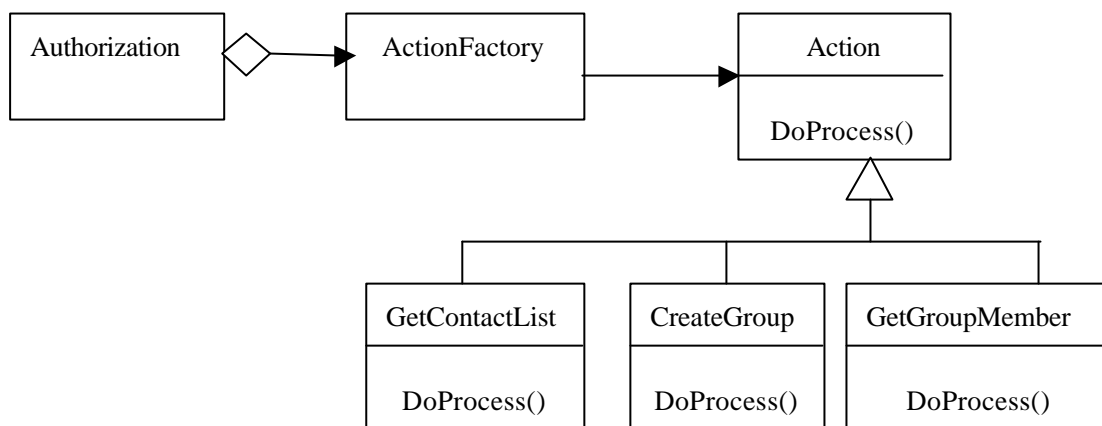 Authorization
ActionFactory
Action
DoProcess()
GetContactList
CreateGroup
GetGroupMember
DoProcess()
DoProcess()
DoProcess()